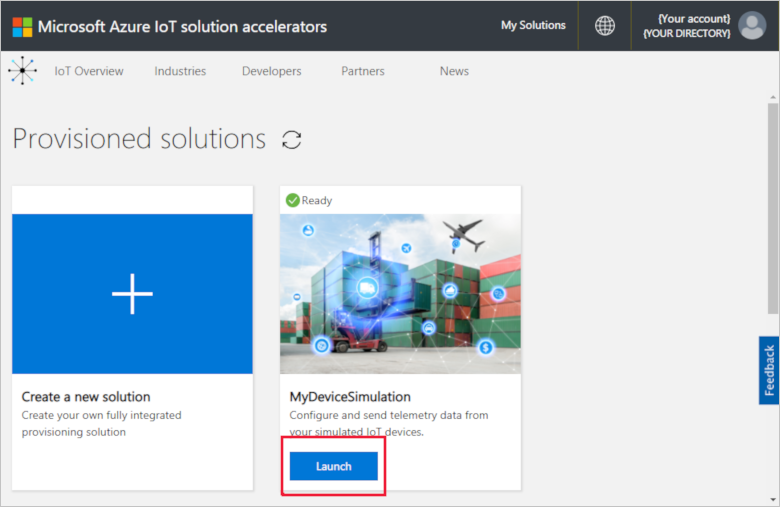 Microsoft Azure IoT solution accelerators
My Solutions
{Your account}
{YOUR DIRECTORY}
IoT Overview
Industries
Developers
Partners
News
Provisioned solutions
Ready
Create a new solution
Create your own fully integrated
provisioning solution
MyDeviceSimulation
Configure and send telemetry data from
your simulated IoT devices.
Launch
Feedback